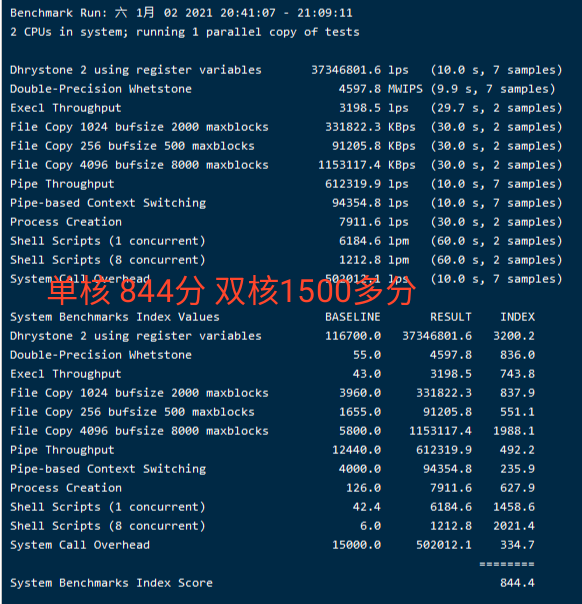 Benchmark Run: 六 1月 02 2021 20:41:07 - 21:09:11
2 CPUs in system; running 1 parallel copy of tests
Dhrystone 2 using register variables 37346801.6 lps (10.0 s, 7 samples)
Double-Precision Whetstone 4597.8 MWIPS (9.9 s, 7 samples)
Execl Throughput 3198.5 lps (29.7 s, 2 samples)
File Copy 1024 bufsize 2000 maxblocks 331822.3 KBps (30.0 s, 2 samples)
File Copy 256 bufsize 500 maxblocks 91205.8 KBps (30.0 s, 2 samples)
File Copy 4096 bufsize 8000 maxblocks 1153117.4 KBps (30.0 s, 2 samples)
Pipe Throughput 612319.9 lps (10.0 s, 7 samples)
Pipe-based Context Switching 94354.8 lps (10.0 s, 7 samples)
Process Creation 7911.6 lps (30.0 s, 2 samples)
Shell Scripts (1 concurrent) 6184.6 lpm (60.0 s, 2 samples)
Shell Scripts (8 concurrent) 1212.8 lpm (60.0 s, 2 samples)
System Call Overhead 502012.1 lps (10.0 s, 7 samples)
单核 844分 双核1500多分
System Benchmarks Index Values BASELINE RESULT INDEX
Dhrystone 2 using register variables 116700.0 37346801.6 3200.2
Double-Precision Whetstone 55.0 4597.8 836.0
Execl Throughput 43.0 3198.5 743.8
File Copy 1024 bufsize 2000 maxblocks 3960.0 331822.3 837.9
File Copy 256 bufsize 500 maxblocks 1655.0 91205.8 551.1
File Copy 4096 bufsize 8000 maxblocks 5800.0 1153117.4 1988.1
Pipe Throughput 12440.0 612319.9 492.2
Pipe-based Context Switching 4000.0 94354.8 235.9
Process Creation 126.0 7911.6 627.9
Shell Scripts (1 concurrent) 42.4 6184.6 1458.6
Shell Scripts (8 concurrent) 6.0 1212.8 2021.4
System Call Overhead 15000.0 502012.1 334.7
========
System Benchmarks Index Score 844.4